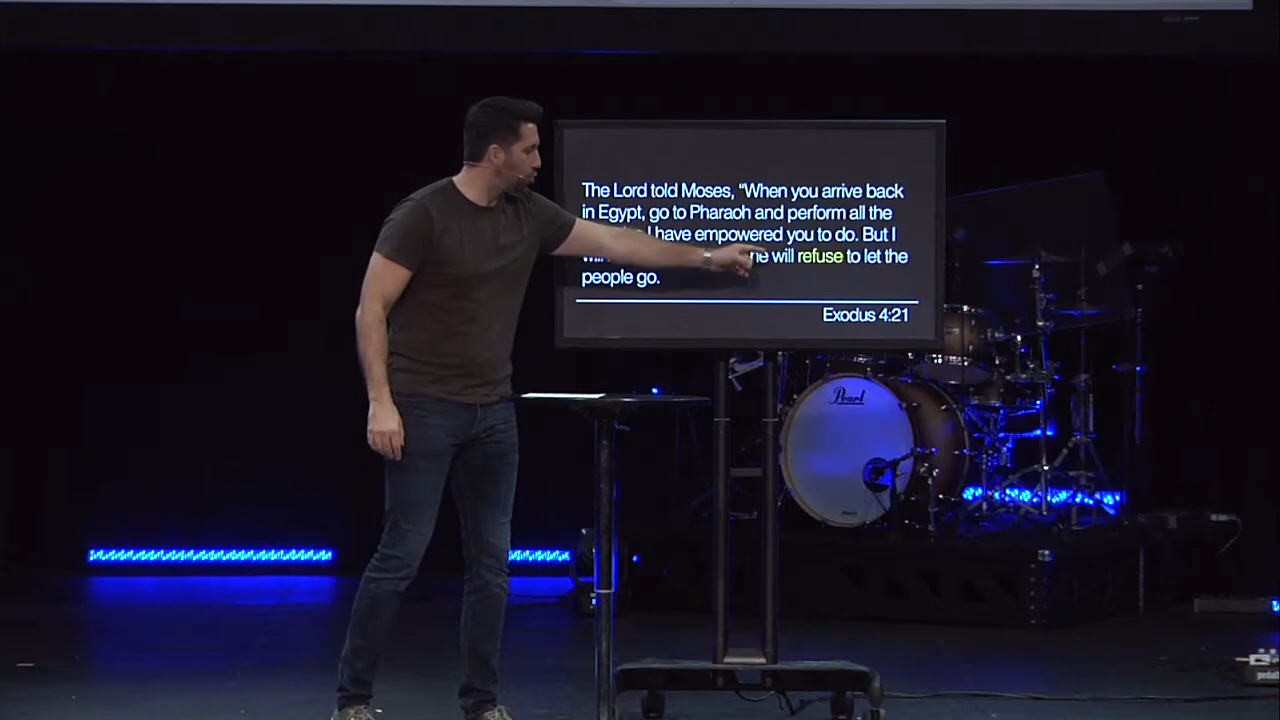 The Lord told Moses, “When you arrive back
in Egypt, go to Pharaoh and perform all the
I have empowered you to do. But I
will refuse to let the
people go.
Exodus 4:21
Pearl